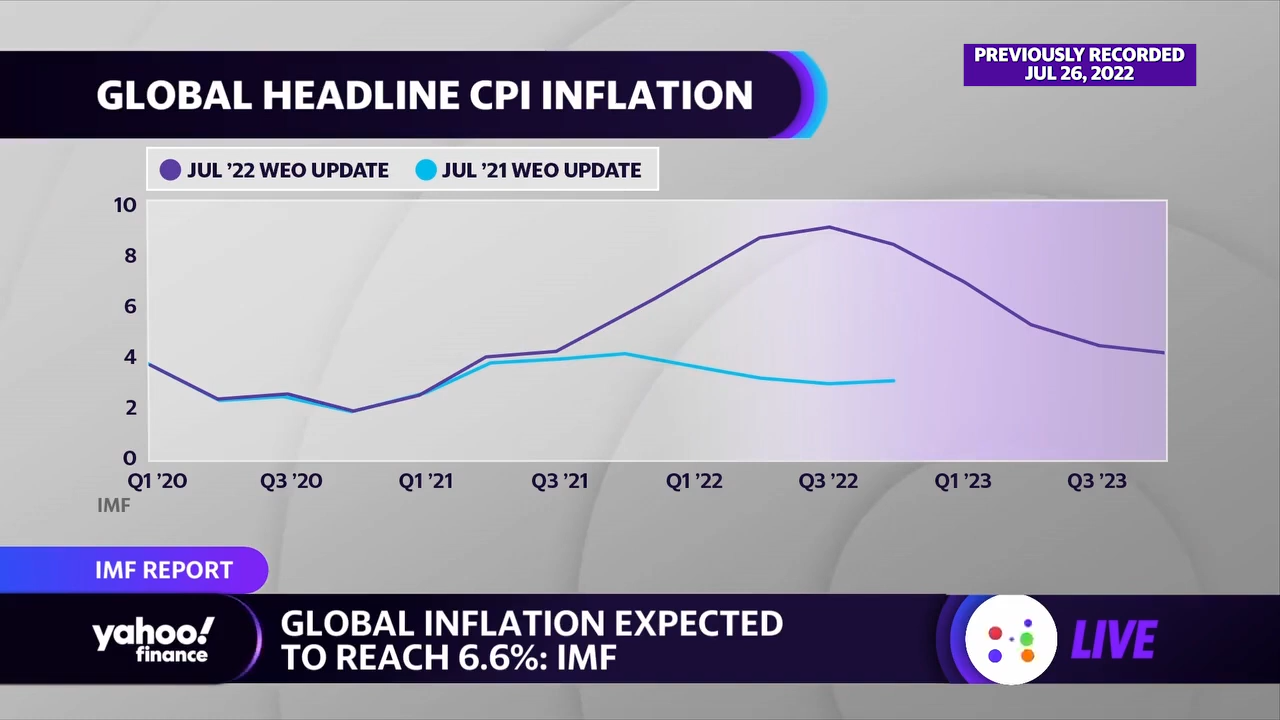 PREVIOUSLY RECORDED
JUL 26, 2022
GLOBAL HEADLINE CPI INFLATION
JUL ’22 WEO UPDATE
JUL ’21 WEO UPDATE
10
8
6
4
2
0
Q1 ’20
Q3 ’20
Q1 ’21
Q3 ’21
Q1 ’22
Q3 ’22
Q1 ’23
Q3 ’23
IMF
IMF REPORT
yahoo!
finance
GLOBAL INFLATION EXPECTED
TO REACH 6.6%: IMF
LIVE